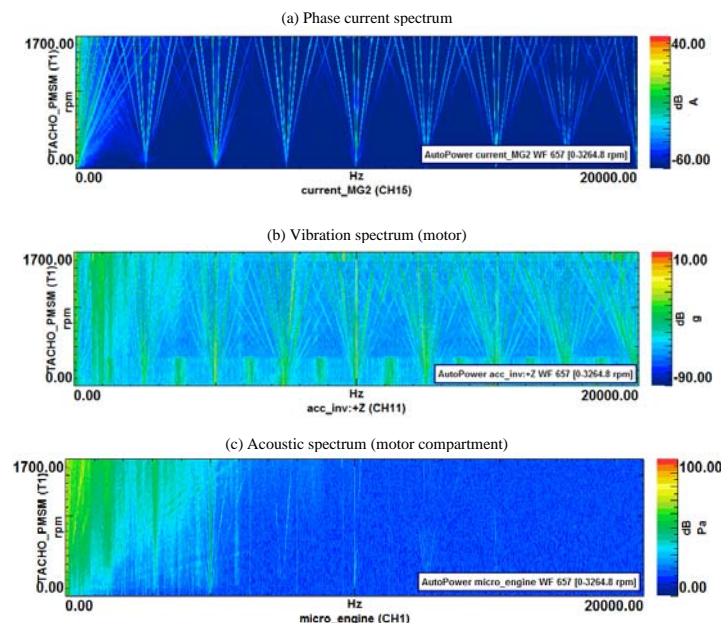 (a) Phase current spectrum
1700.00
TACHO_PMSM (T1)
rpm
0.00
0.00
Hz
20000.00
current_MG2 (CH15)
AutoPower current_MG2 WF 657 [0-3264.8 rpm]
40.00
dB
A
-60.00
(b) Vibration spectrum (motor)
1700.00
TACHO_PMSM (T1)
rpm
0.00
0.00
Hz
20000.00
acc_inv:+Z (CH11)
AutoPower acc_inv:+Z WF 657 [0-3264.8 rpm]
10.00
dB
g
-90.00
(c) Acoustic spectrum (motor compartment)
1700.00
TACHO_PMSM (T1)
rpm
0.00
0.00
Hz
20000.00
micro_engine (CH1)
AutoPower micro_engine WF 657 [0-3264.8 rpm]
100.00
dB
Pa
0.00